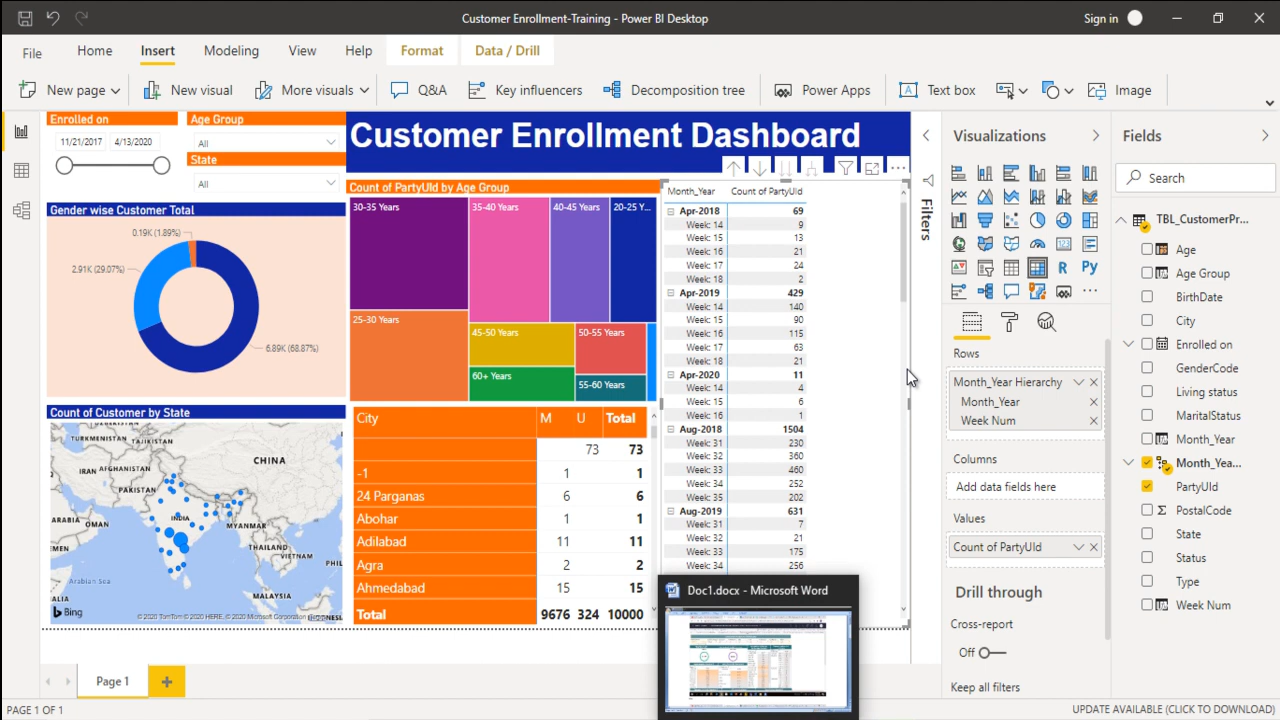 Customer Enrollment-Training - Power BI Desktop
Sign in
File
Home
Insert
Modeling
View
Help
Format
Data / Drill
New page
New visual
More visuals
Q&A
Key influencers
Decomposition tree
Power Apps
Text box
Image
Enrolled on
11/21/2017
4/13/2020
Age Group
All
State
All
Customer Enrollment Dashboard
Gender wise Customer Total
0.19K (1.89%)
2.91K (29.07%)
6.89K (68.87%)
Count of PartyUId by Age Group
30-35 Years
35-40 Years
40-45 Years
20-25 Y...
25-30 Years
45-50 Years
50-55 Years
60+ Years
55-60 Years
Count of Customer by State
TURKMENISTAN
TAJIKISTAN
IRAN
AFGHANISTAN
CHINA
PAKISTAN
ARABIA
OMAN
INDIA
MYANMAR
THAILAND
VIETNAM
Arabian Sea
MALAYSIA
Bing
City M U Total
73 73
-1 1 1
24 Parganas 6 6
Abohar 1 1
Adilabad 11 11
Agra 2 2
Ahmedabad 15 15
Total 9676 324 10000
Month_Year Count of PartyUId
Apr-2018 69
Week: 14 9
Week: 15 13
Week: 16 21
Week: 17 24
Week: 18 2
Apr-2019 429
Week: 14 140
Week: 15 90
Week: 16 115
Week: 17 63
Week: 18 21
Apr-2020 11
Week: 14 4
Week: 15 6
Week: 16 1
Aug-2018 1504
Week: 31 230
Week: 32 360
Week: 33 460
Week: 34 252
Week: 35 202
Aug-2019 631
Week: 31 7
Week: 32 21
Week: 33 175
Week: 34 256
Doc1.docx - Microsoft Word
Filters
Visualizations
R
Py
Rows
Month_Year Hierarchy
Month_Year
Week Num
Columns
Add data fields here
Values
Count of PartyUId
Drill through
Cross-report
Off
Keep all filters
Fields
Search
TBL_CustomerPr...
Age
Age Group
BirthDate
City
Enrolled on
GenderCode
Living status
MaritalStatus
Month_Year
Month_Yea...
PartyUId
PostalCode
State
Status
Type
Week Num
Page 1
UPDATE AVAILABLE (CLICK TO DOWNLOAD)